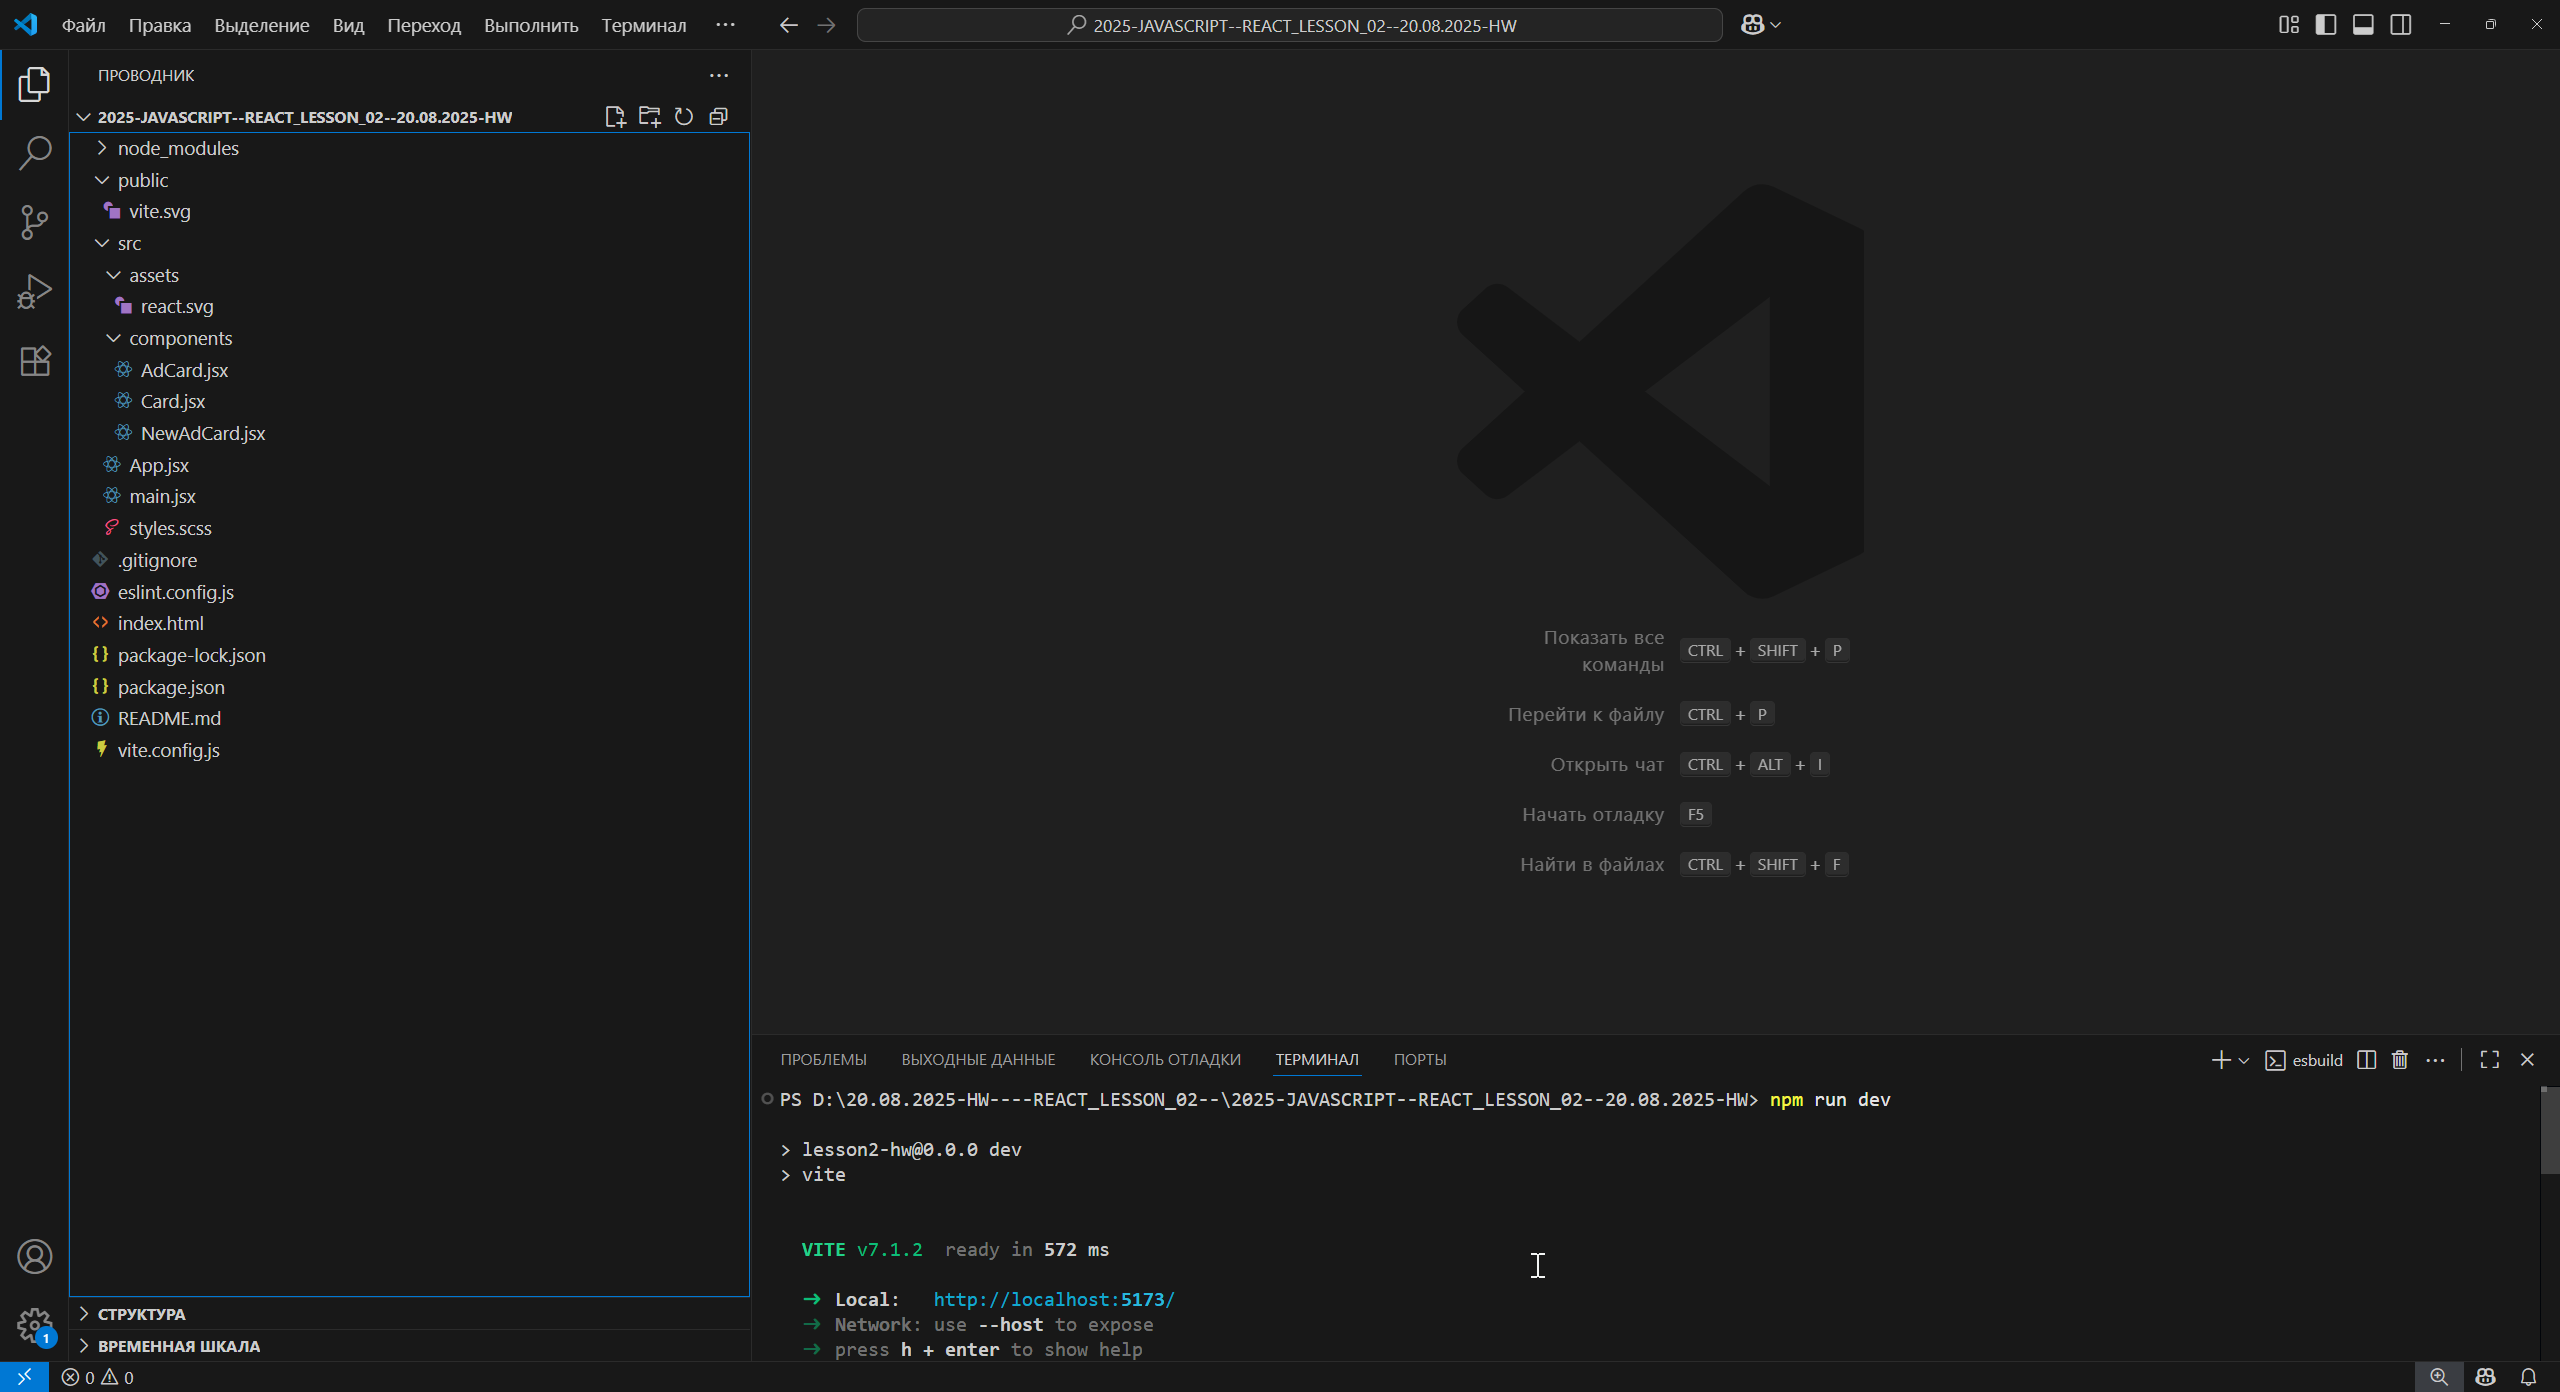 Файл Правка Выделение Вид Переход Выполнить Терминал ··· 2025-JAVASCRIPT--REACT_LESSON_02--20.08.2025-HW
ПРОВОДНИК
2025-JAVASCRIPT--REACT_LESSON_02--20.08.2025-HW
node_modules
public
vite.svg
src
assets
react.svg
components
AdCard.jsx
Card.jsx
NewAdCard.jsx
App.jsx
main.jsx
styles.scss
.gitignore
eslint.config.js
index.html
package-lock.json
package.json
README.md
vite.config.js
СТРУКТУРА
ВРЕМЕННАЯ ШКАЛА
1
Показать все
команды CTRL + SHIFT + P
Перейти к файлу CTRL + P
Открыть чат CTRL + ALT + I
Начать отладку F5
Найти в файлах CTRL + SHIFT + F
ПРОБЛЕМЫ ВЫХОДНЫЕ ДАННЫЕ КОНСОЛЬ ОТЛАДКИ ТЕРМИНАЛ ПОРТЫ esbuild
PS D:\20.08.2025-HW----REACT_LESSON_02--\2025-JAVASCRIPT--REACT_LESSON_02--20.08.2025-HW> npm run dev
> lesson2-hw@0.0.0 dev
> vite
VITE v7.1.2 ready in 572 ms
➜ Local: http://localhost:5173/
➜ Network: use --host to expose
➜ press h + enter to show help
0 0